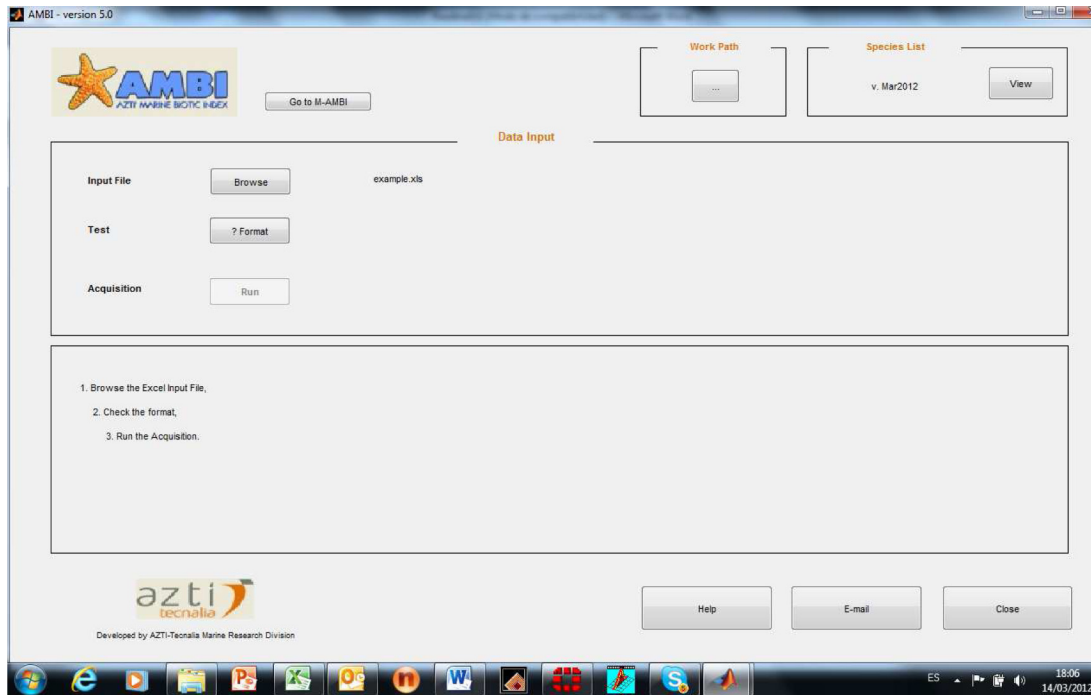 AMBI - version 5.0
AMBI
AZTI MARINE BIOTIC INDEX
Go to M-AMBI
Work Path
...
Species List
v. Mar2012
View
Data Input
Input File
Browse
example.xls
Test
? Format
Acquisition
Run
1. Browse the Excel Input File,
2. Check the format,
3. Run the Acquisition.
azti
tecnalia
Developed by AZTI-Tecnalia Marine Research Division
Help
E-mail
Close
ES
18:06